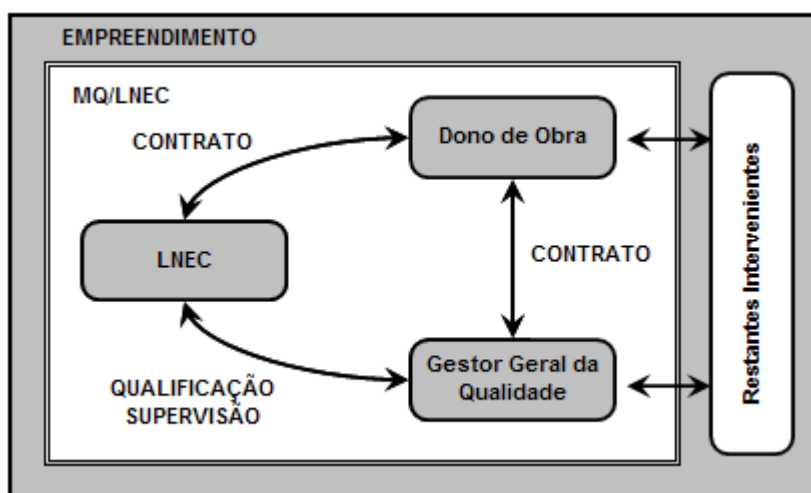 EMPREENDIMENTO
MQ/LNEC
CONTRATO
Dono de Obra
LNEC
CONTRATO
Gestor Geral da
Qualidade
QUALIFICAÇÃO
SUPERVISÃO
Restantes Intervenientes